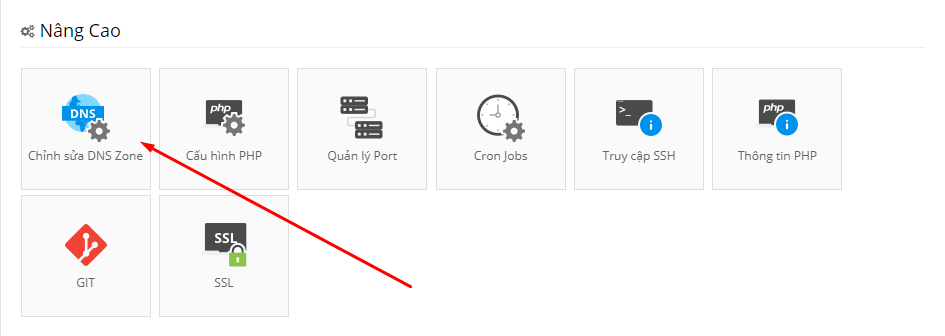 Nâng Cao
DNS
php
>_
i
php
i
Chỉnh sửa DNS Zone
Cấu hình PHP
Quản lý Port
Cron Jobs
Truy cập SSH
Thông tin PHP
SSL
GIT
SSL